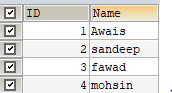 ID Name
1 Awais
2 sandeep
3 fawad
4 mohsin